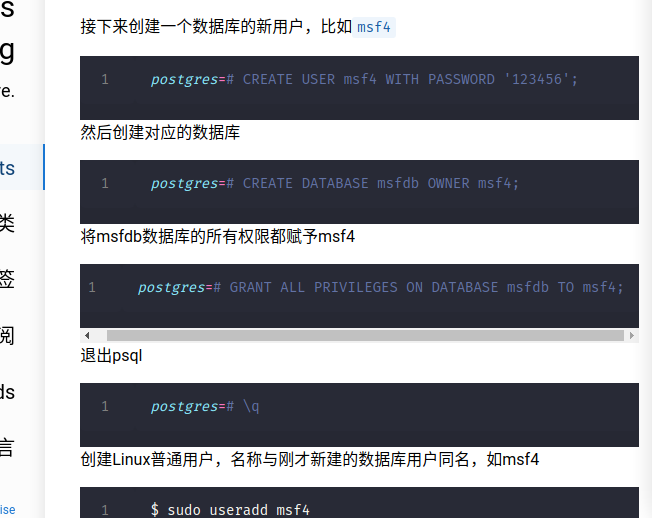 s
接下来创建一个数据库的新用户，比如 msf4
g
1 postgres=# CREATE USER msf4 WITH PASSWORD '123456';
re.
然后创建对应的数据库
ts
1 postgres=# CREATE DATABASE msfdb OWNER msf4;
类
将msfdb数据库的所有权限都赋予msf4
签
1 postgres=# GRANT ALL PRIVILEGES ON DATABASE msfdb TO msf4;
阅
退出psql
ds
1 postgres=# \q
言
创建Linux普通用户，名称与刚才新建的数据库用户同名，如msf4
ise
1 $ sudo useradd msf4